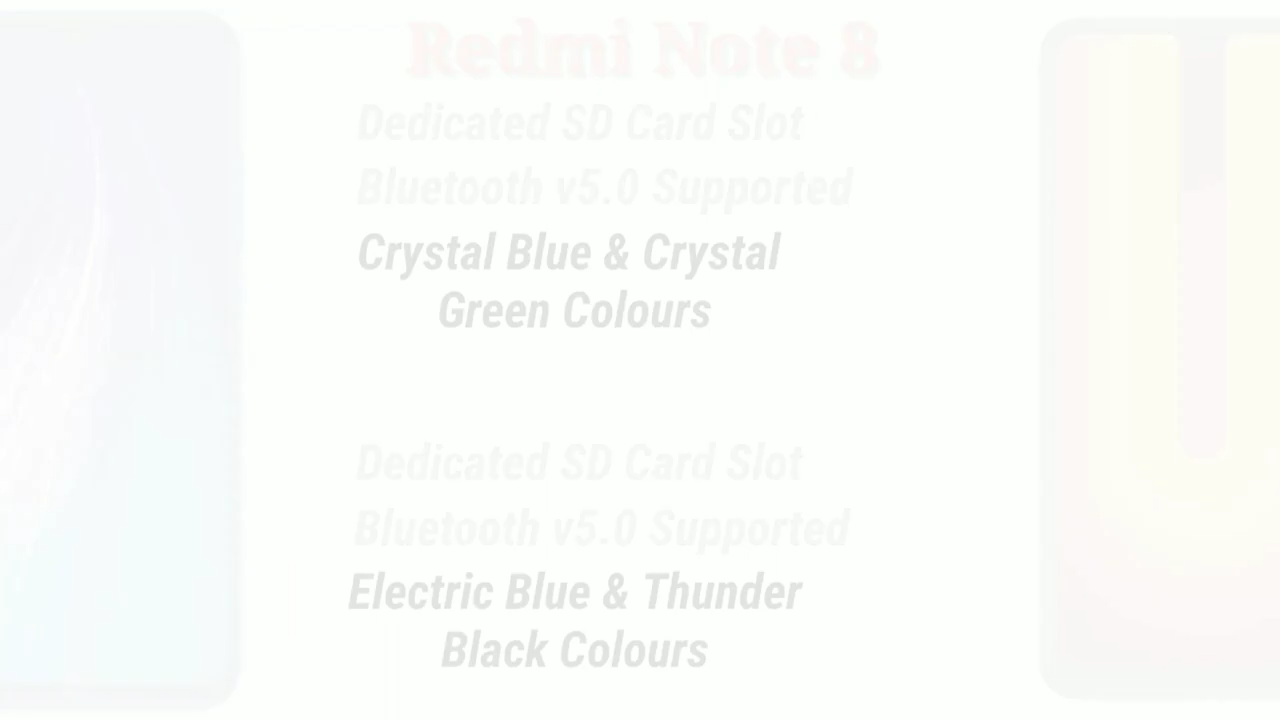 Redmi Note 8
Dedicated SD Card Slot
Bluetooth v5.0 Supported
Crystal Blue & Crystal
Green Colours
Dedicated SD Card Slot
Bluetooth v5.0 Supported
Electric Blue & Thunder
Black Colours